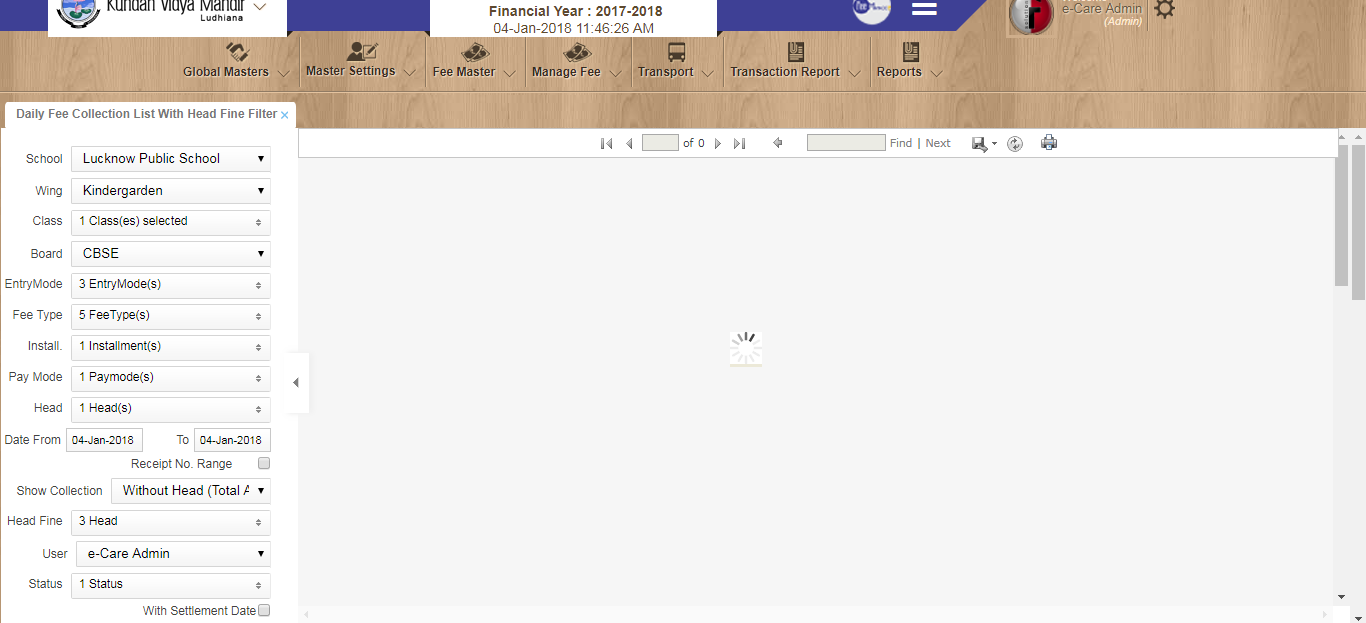 Kundan Vidya Mandir
Ludhiana
Financial Year : 2017-2018
04-Jan-2018 11:46:26 AM
e-Care Admin
(Admin)
Global Masters
Master Settings
Fee Master
Manage Fee
Transport
Transaction Report
Reports
Daily Fee Collection List With Head Fine Filter ×
of 0
Find | Next
School Lucknow Public School
Wing Kindergarden
Class 1 Class(es) selected
Board CBSE
EntryMode 3 EntryMode(s)
Fee Type 5 FeeType(s)
Install. 1 Installment(s)
Pay Mode 1 Paymode(s)
Head 1 Head(s)
Date From 04-Jan-2018 To 04-Jan-2018
Receipt No. Range
Show Collection Without Head (Total A
Head Fine 3 Head
User e-Care Admin
Status 1 Status
With Settlement Date